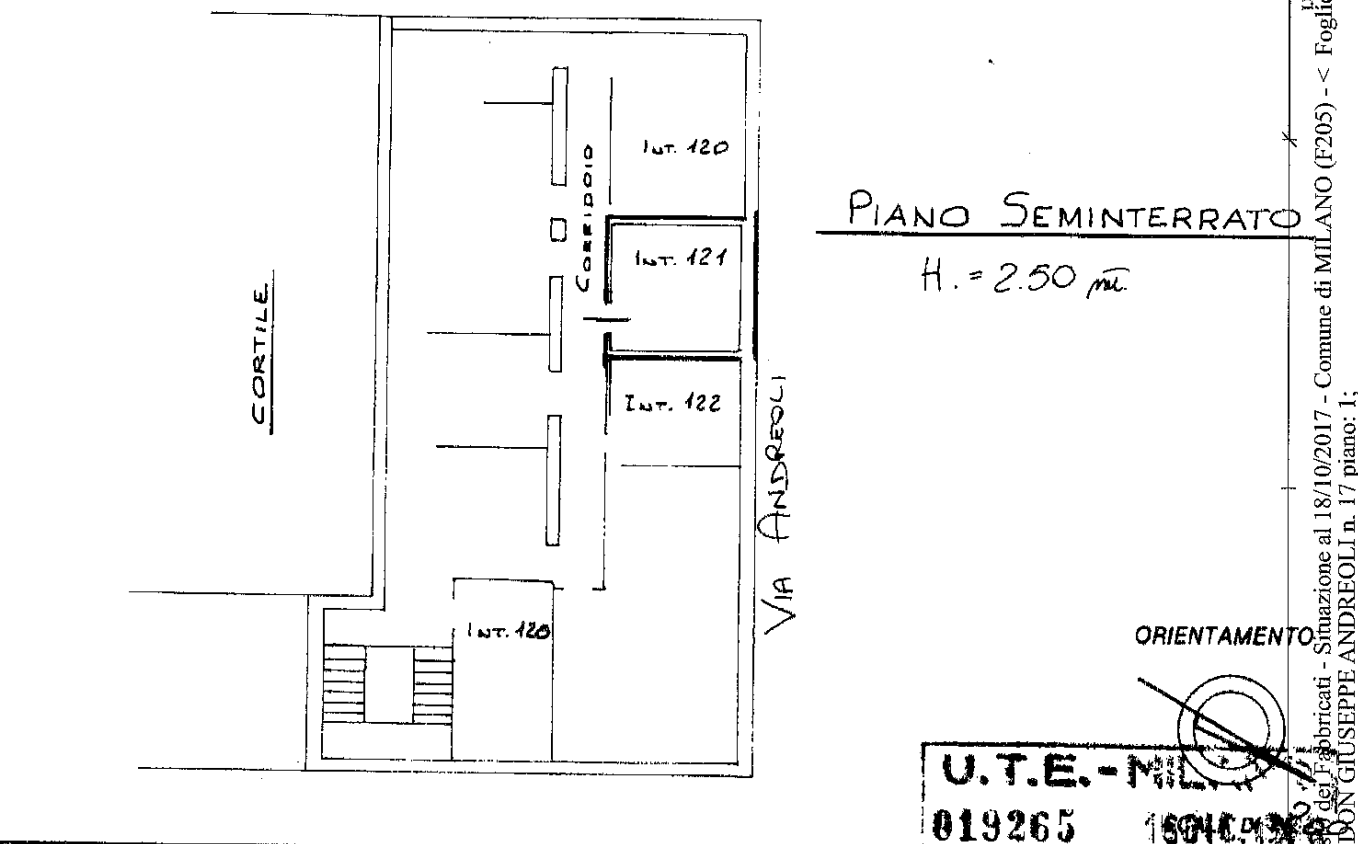 INT. 120
CORRIDOIO
INT. 121
INT. 122
INT. 120
CORTILE
VIA ANDREOLI
PIANO SEMINTERRATO
H. = 2.50 mt.
ORIENTAMENTO
U.T.E.-
019265
dei Fabbricati - Situazione al 18/10/2017 - Comune di MILANO (F205) - < Foglio
DON GIUSEPPE ANDREOLI n. 17 piano: 1;